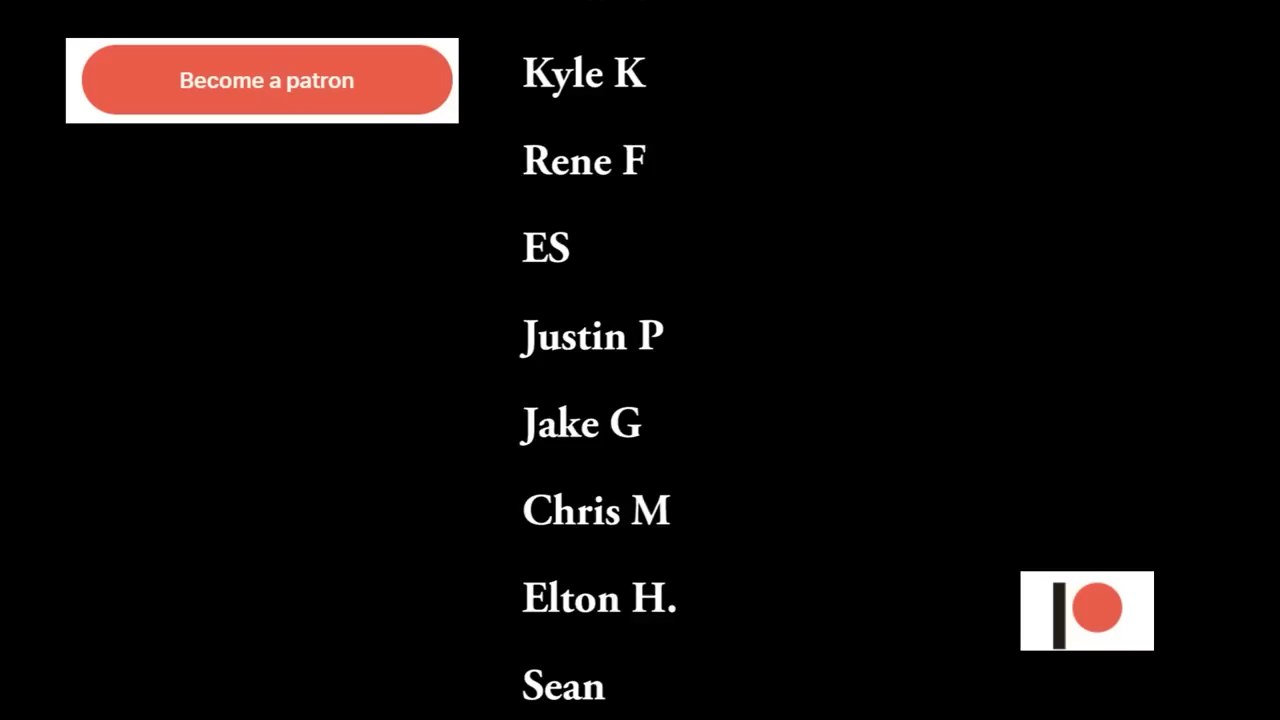 Become a patron
Kyle K
Rene F
ES
Justin P
Jake G
Chris M
Elton H.
Sean